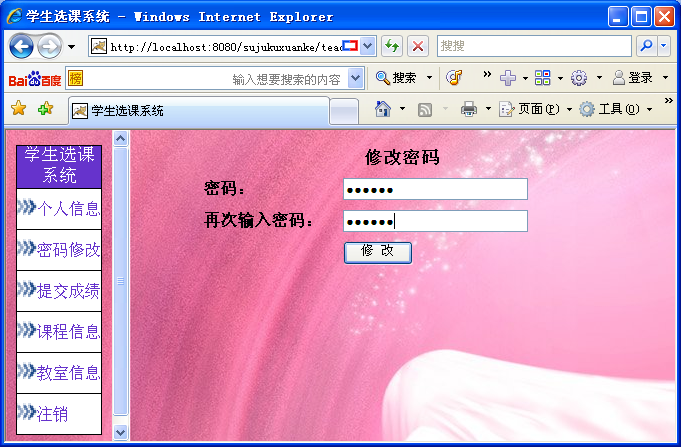 学生选课系统 - Windows Internet Explorer
http://localhost:8080/sujukuxuanke/teac
搜搜
Bai百度
榜
输入想要搜索的内容
搜索
»
登录
学生选课系统
页面(P)
工具(O)
»
学生选课
系统
个人信息
密码修改
提交成绩
课程信息
教室信息
注销
修改密码
密码：
●●●●●●
再次输入密码：
●●●●●●
修 改